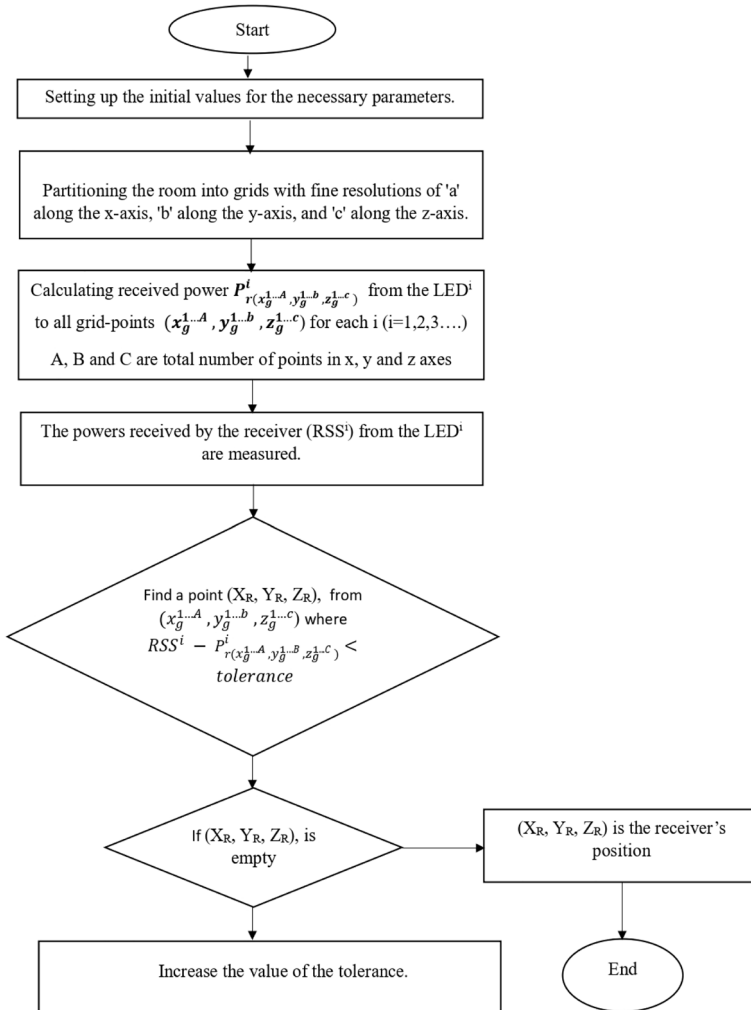 Start
Setting up the initial values for the necessary parameters.
Partitioning the room into grids with fine resolutions of 'a'
along the x-axis, 'b' along the y-axis, and 'c' along the z-axis.
Calculating received power $P^{i}_{r(x_g^{1...A},y_g^{1...b},z_g^{1...c})}$ from the LEDⁱ
to all grid-points $(x_g^{1...A},y_g^{1...b},z_g^{1...c})$ for each i (i=1,2,3....)
A, B and C are total number of points in x, y and z axes
The powers received by the receiver (RSSⁱ) from the LEDⁱ
are measured.
Find a point (X_R, Y_R, Z_R), from
$(x_g^{1...A},y_g^{1...b},z_g^{1...c})$ where
$RSS^{i} - P^{i}_{r(x_g^{1...A},y_g^{1...B},z_g^{1...C})} <$
tolerance
If (X_R, Y_R, Z_R), is
empty
(X_R, Y_R, Z_R) is the receiver's
position
Increase the value of the tolerance.
End